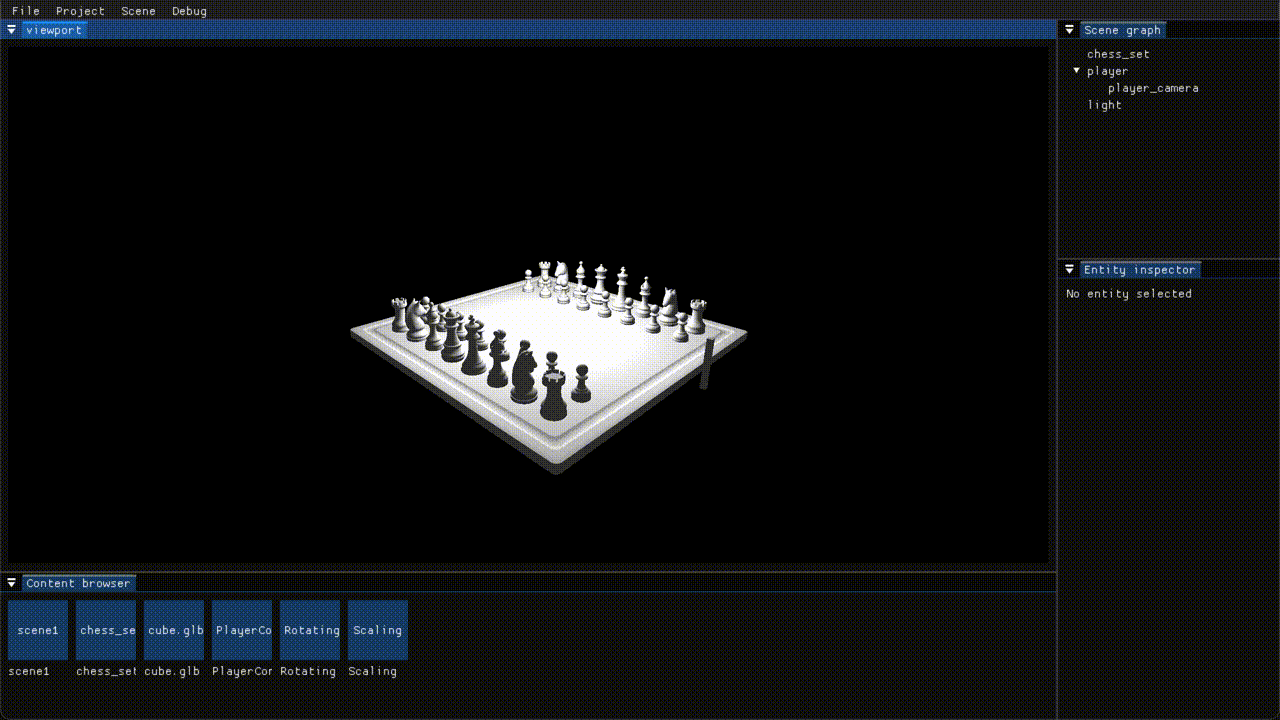 File Project Scene Debug
viewport
Scene graph
chess_set
player
player_camera
light
Entity inspector
No entity selected
Content browser
scene1 chess_se cube.glb PlayerCo Rotating Scaling
scene1 chess_set cube.glb PlayerCor Rotating Scaling